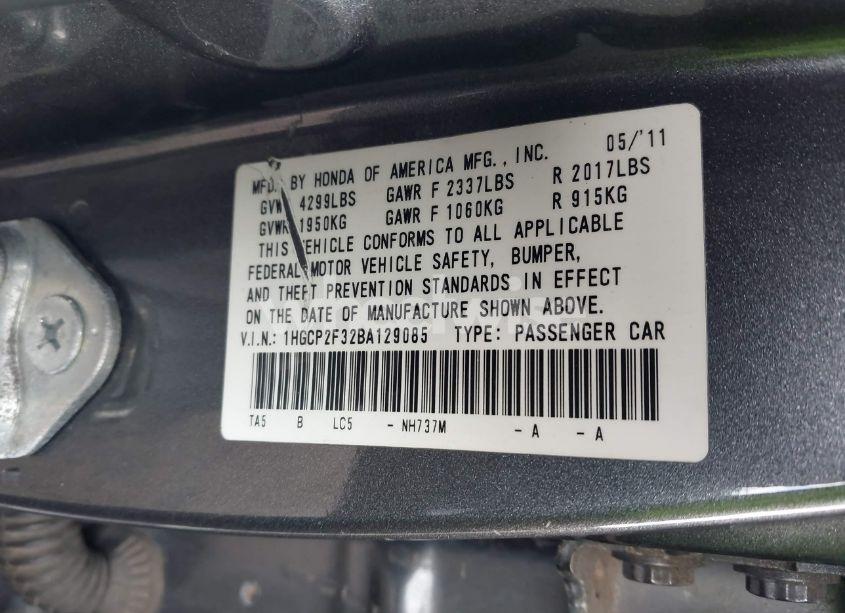 MFD. BY HONDA OF AMERICA MFG., INC. 05/'11
GVWR 4299LBS GAWR F 2337LBS R 2017LBS
GVWR 1950KG GAWR F 1060KG R 915KG
THIS VEHICLE CONFORMS TO ALL APPLICABLE
FEDERAL MOTOR VEHICLE SAFETY, BUMPER,
AND THEFT PREVENTION STANDARDS IN EFFECT
ON THE DATE OF MANUFACTURE SHOWN ABOVE.
V.I.N.: 1HGCP2F32BA129085 TYPE: PASSENGER CAR
TA5 B LC5 - NH737M - A - A